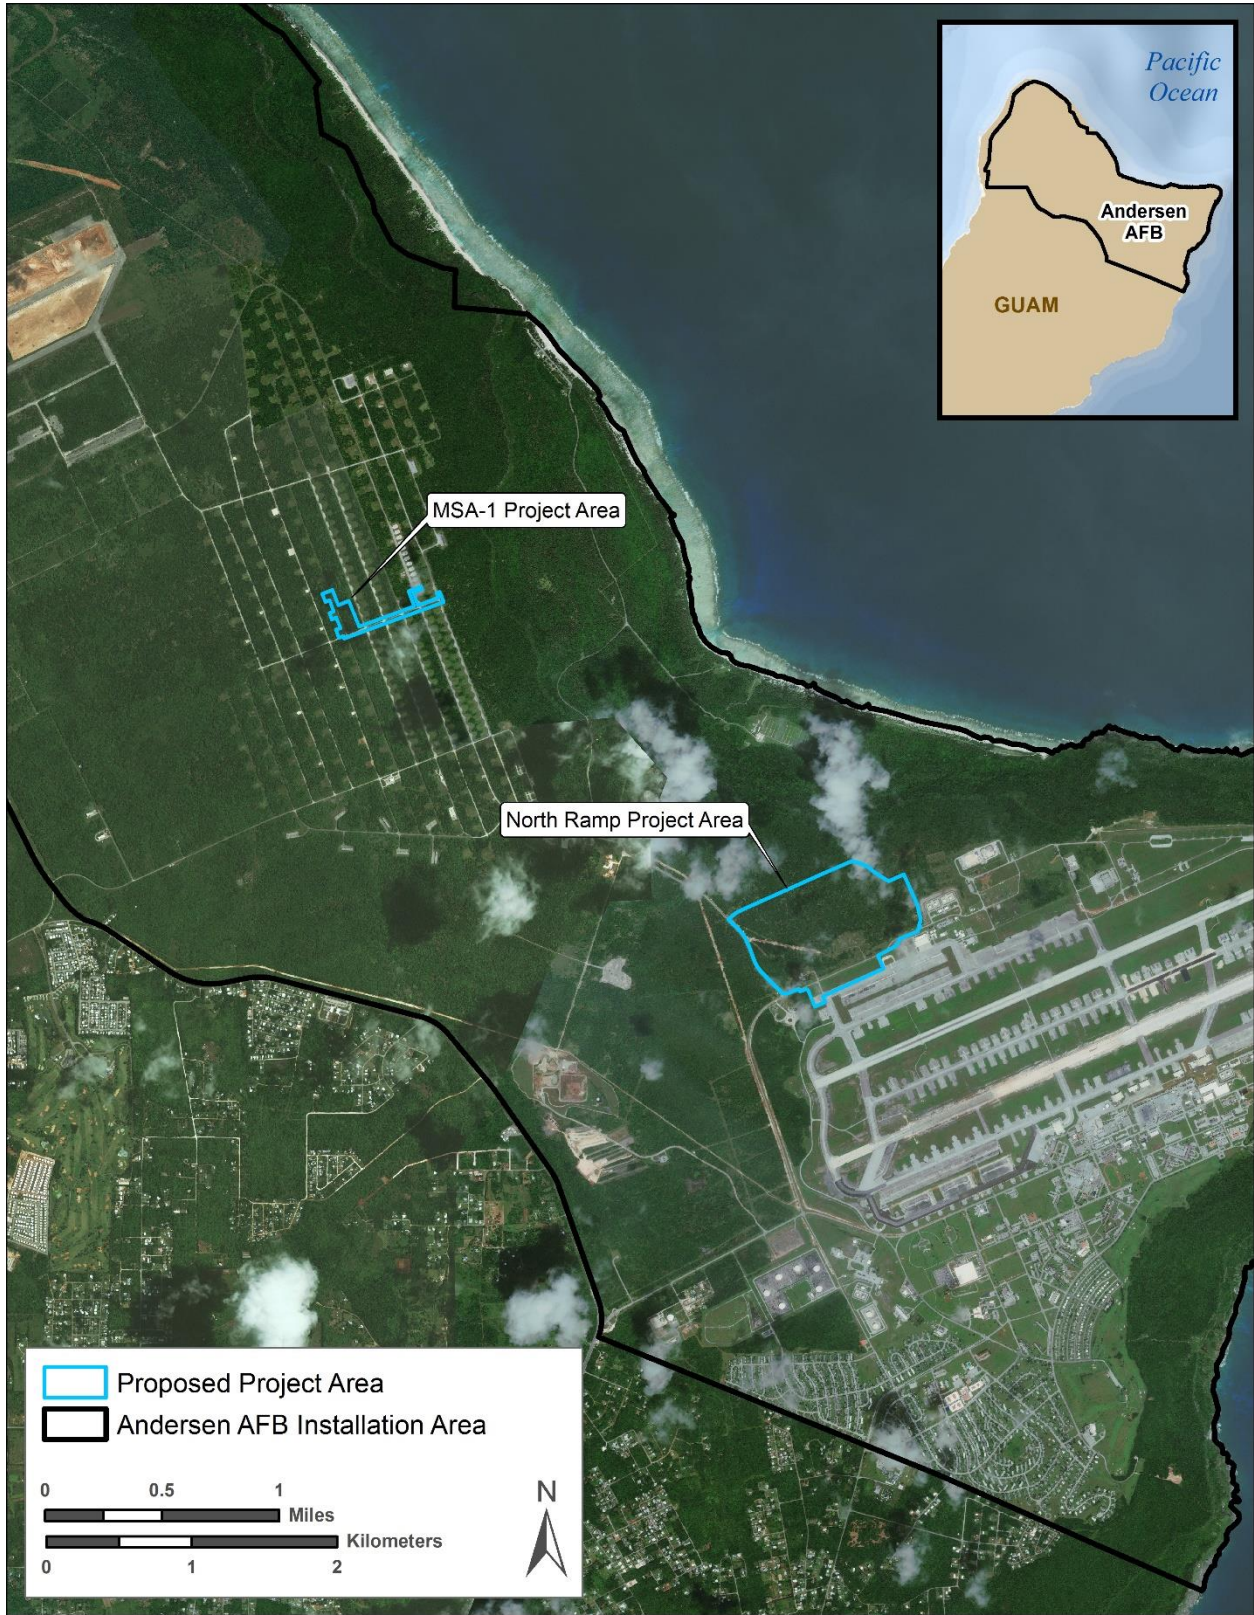 Pacific
Ocean
Andersen
AFB
GUAM
MSA-1 Project Area
North Ramp Project Area
Proposed Project Area
Andersen AFB Installation Area
0 0.5 1
Miles
Kilometers
0 1 2
N